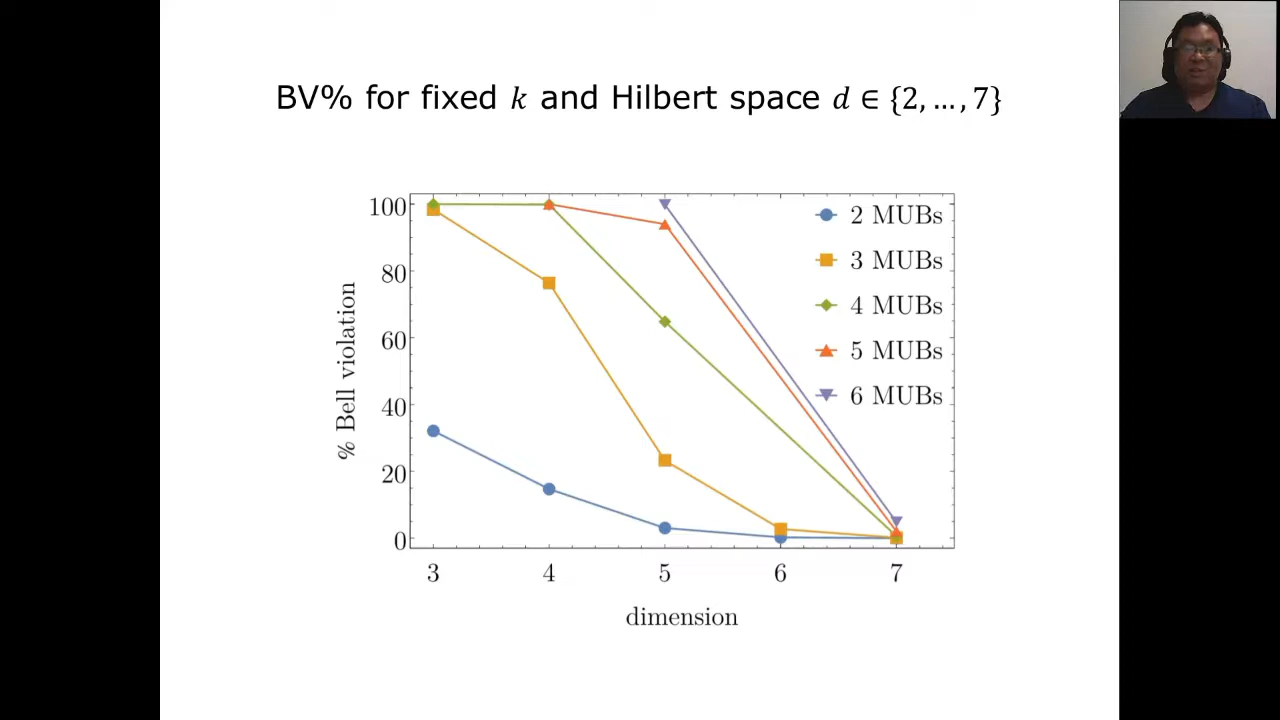 BV% for fixed k and Hilbert space d ∈ {2, ..., 7}
100
80
60
40
20
0
% Bell violation
2 MUBs
3 MUBs
4 MUBs
5 MUBs
6 MUBs
3 4 5 6 7
dimension